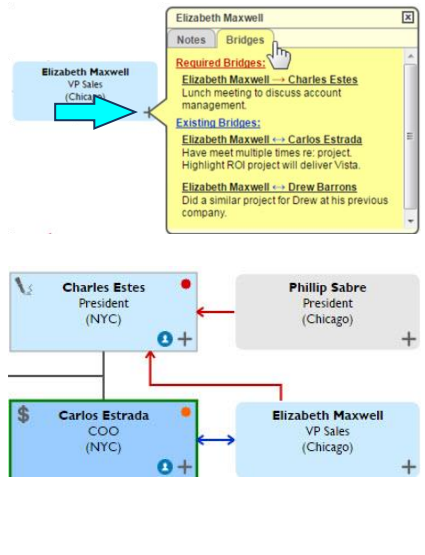 Elizabeth Maxwell
Notes Bridges
Required Bridges:
Elizabeth Maxwell → Charles Estes
Lunch meeting to discuss account
management.
Existing Bridges:
Elizabeth Maxwell ↔ Carlos Estrada
Have meet multiple times re: project.
Highlight ROI project will deliver Vista.
Elizabeth Maxwell ↔ Drew Barrons
Did a similar project for Drew at his previous
company.
Elizabeth Maxwell
VP Sales
Charles Estes
President
(NYC)
Phillip Sabre
President
(Chicago)
$ Carlos Estrada
COO
(NYC)
Elizabeth Maxwell
VP Sales
(Chicago)